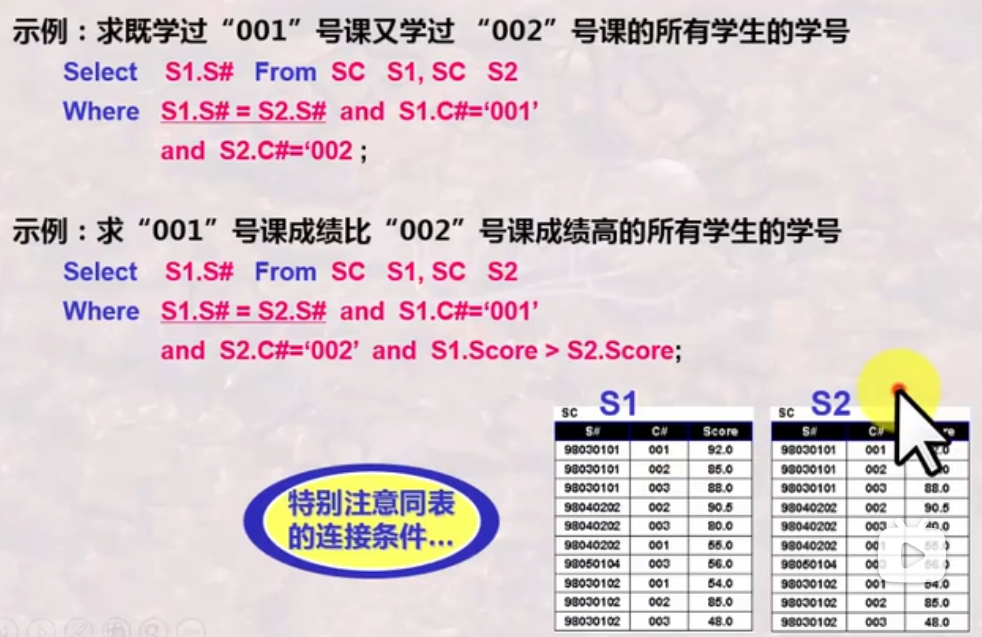 示例：求既学过“001”号课又学过 “002”号课的所有学生的学号
Select S1.S# From SC S1, SC S2
Where S1.S# = S2.S# and S1.C#=‘001’
and S2.C#=‘002 ;
示例：求“001”号课成绩比“002”号课成绩高的所有学生的学号
Select S1.S# From SC S1, SC S2
Where S1.S# = S2.S# and S1.C#=‘001’
and S2.C#=‘002’ and S1.Score > S2.Score;
特别注意同表
的连接条件...
SC S1
S# C# Score
98030101 001 92.0
98030101 002 85.0
98030101 003 88.0
98040202 002 90.5
98040202 003 80.0
98040202 001 55.0
98050104 003 56.0
98030102 001 54.0
98030102 002 85.0
98030102 003 48.0
SC S2
S# C#
98030101 001
98030101 002
98030101 003 88.0
98040202 002 90.5
98040202 003
98040202 001 55.0
98050104 003 56.0
98030102 001 54.0
98030102 002 85.0
98030102 003 48.0